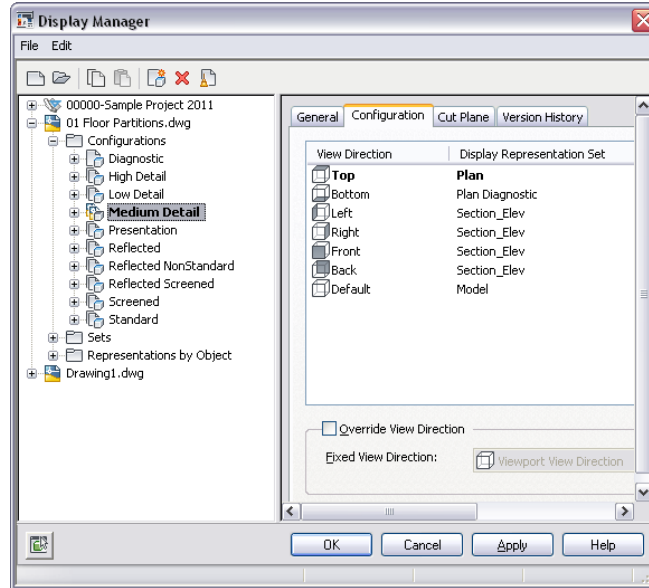 Display Manager
File Edit
00000-Sample Project 2011
01 Floor Partitions.dwg
Configurations
Diagnostic
High Detail
Low Detail
Medium Detail
Presentation
Reflected
Reflected NonStandard
Reflected Screened
Screened
Standard
Sets
Representations by Object
Drawing1.dwg
General Configuration Cut Plane Version History
View Direction Display Representation Set
Top Plan
Bottom Plan Diagnostic
Left Section_Elev
Right Section_Elev
Front Section_Elev
Back Section_Elev
Default Model
Override View Direction
Fixed View Direction: Viewport View Direction
OK Cancel Apply Help